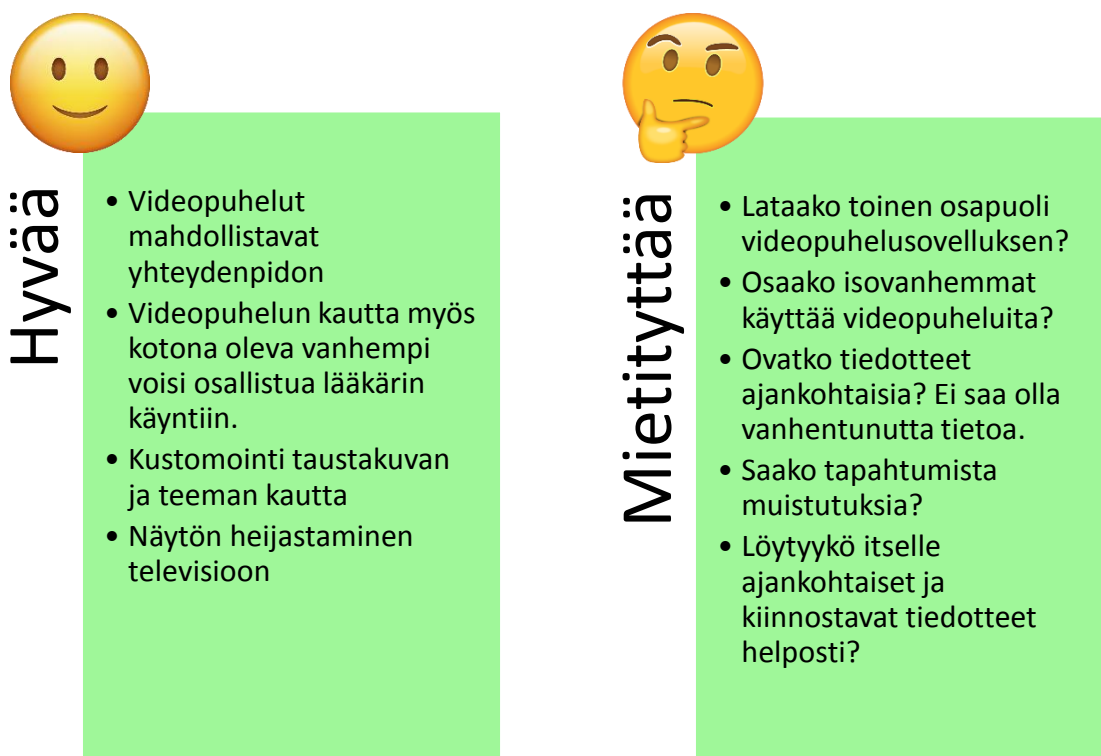 Hyvää
• Videopuhelut
mahdollistavat
yhteydenpidon
• Videopuhelun kautta myös
kotona oleva vanhempi
voisi osallistua lääkärin
käyntiin.
• Kustomointi taustakuvan
ja teeman kautta
• Näytön heijastaminen
televisioon
Mietityttää
• Lataako toinen osapuoli
videopuhelusovelluksen?
• Osaako isovanhemmat
käyttää videopuheluita?
• Ovatko tiedotteet
ajankohtaisia? Ei saa olla
vanhentunutta tietoa.
• Saako tapahtumista
muistutuksia?
• Löytyykö itselle
ajankohtaiset ja
kiinnostavat tiedotteet
helposti?